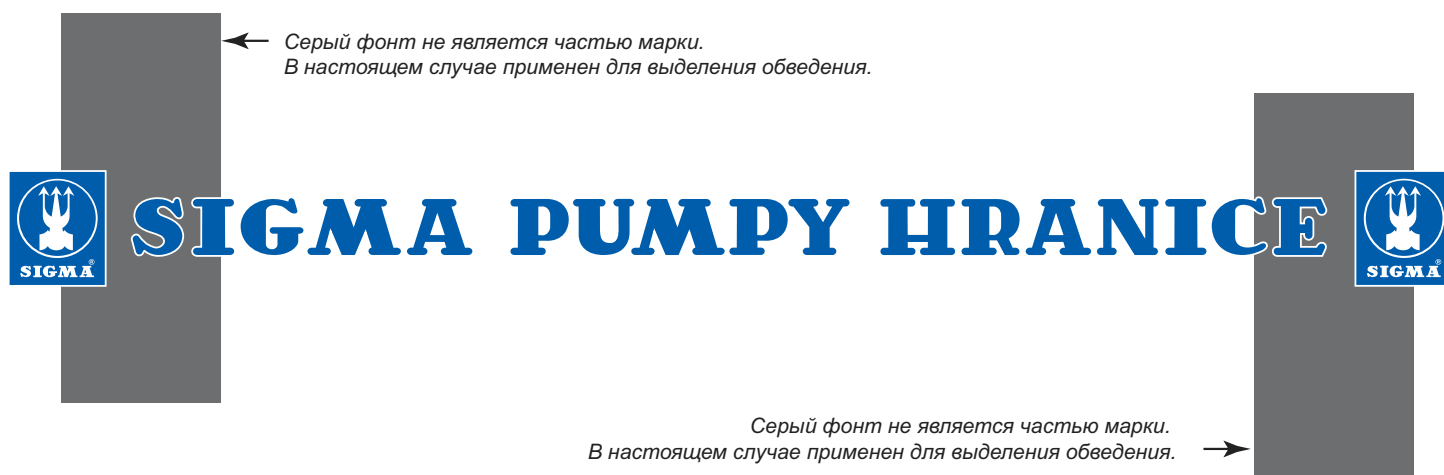 Серый фонт не является частью марки.
В настоящем случае применен для выделения обведения.
SIGMA PUMPY HRANICE
SIGMA®
SIGMA®
Серый фонт не является частью марки.
В настоящем случае применен для выделения обведения.